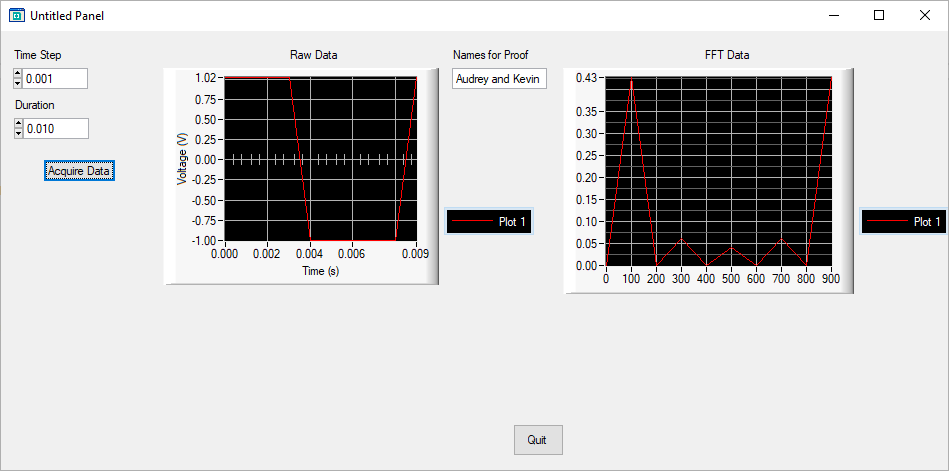 Untitled Panel
Time Step
0.001
Duration
0.010
Acquire Data
Raw Data
1.02
0.75
0.50
0.25
0.00
-0.25
-0.50
-0.75
-1.00
Voltage (V)
0.000 0.002 0.004 0.006 0.009
Time (s)
Plot 1
Names for Proof
Audrey and Kevin
FFT Data
0.43
0.35
0.30
0.25
0.20
0.15
0.10
0.05
0.00
0 100 200 300 400 500 600 700 800 900
Plot 1
Quit